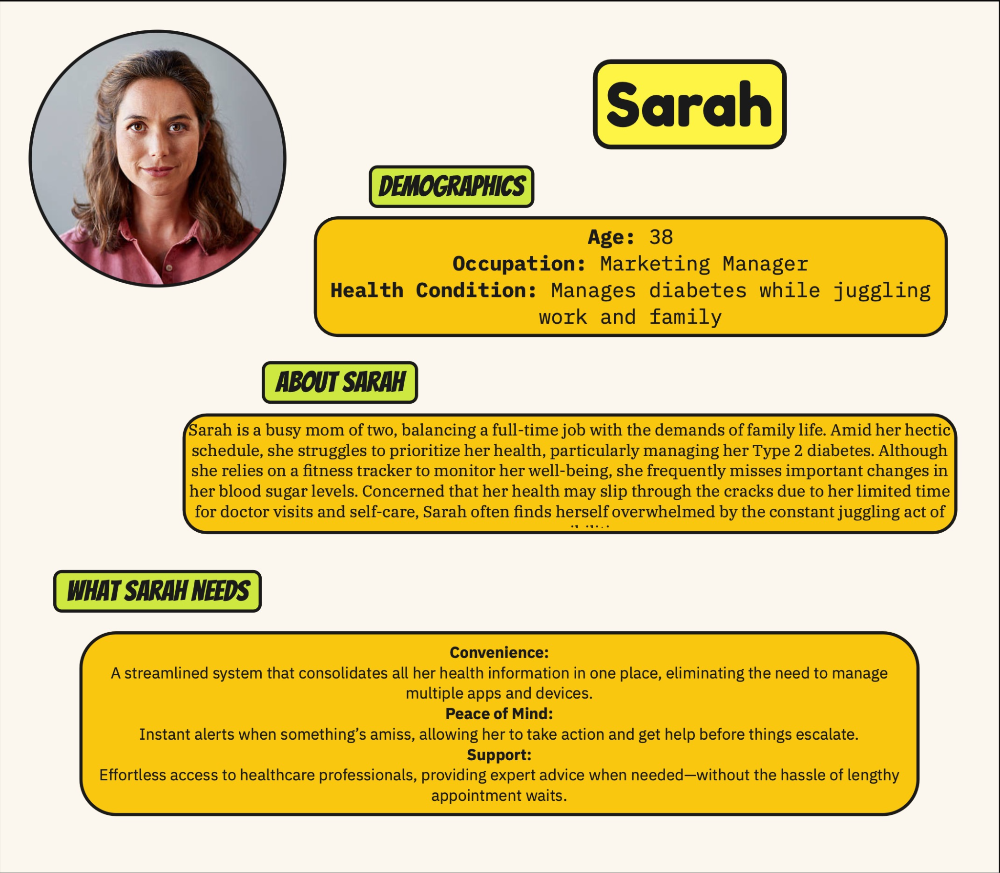 Sarah
DEMOGRAPHICS
Age: 38
Occupation: Marketing Manager
Health Condition: Manages diabetes while juggling
work and family
ABOUT SARAH
Sarah is a busy mom of two, balancing a full-time job with the demands of family life. Amid her hectic
schedule, she struggles to prioritize her health, particularly managing her Type 2 diabetes. Although
she relies on a fitness tracker to monitor her well-being, she frequently misses important changes in
her blood sugar levels. Concerned that her health may slip through the cracks due to her limited time
for doctor visits and self-care, Sarah often finds herself overwhelmed by the constant juggling act of
WHAT SARAH NEEDS
Convenience:
A streamlined system that consolidates all her health information in one place, eliminating the need to manage
multiple apps and devices.
Peace of Mind:
Instant alerts when something’s amiss, allowing her to take action and get help before things escalate.
Support:
Effortless access to healthcare professionals, providing expert advice when needed—without the hassle of lengthy
appointment waits.